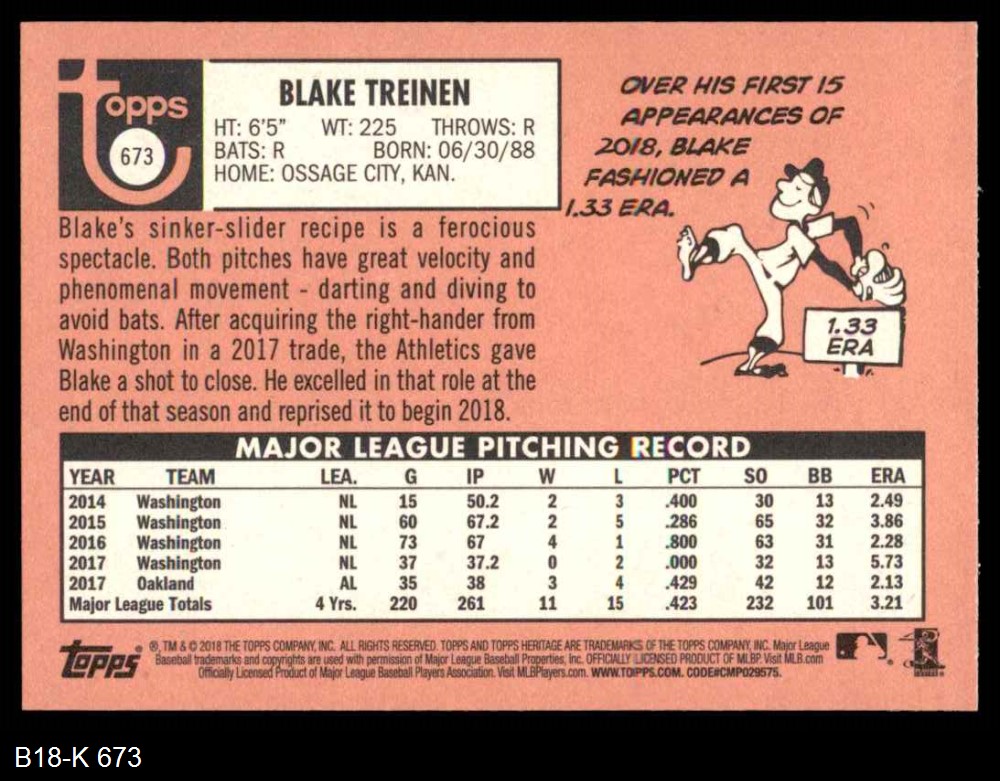 Topps
673
BLAKE TREINEN
HT: 6'5" WT: 225 THROWS: R
BATS: R BORN: 06/30/88
HOME: OSSAGE CITY, KAN.
OVER HIS FIRST 15
APPEARANCES OF
2018, BLAKE
FASHIONED A
1.33 ERA.
1.33
ERA
Blake's sinker-slider recipe is a ferocious
spectacle. Both pitches have great velocity and
phenomenal movement - darting and diving to
avoid bats. After acquiring the right-hander from
Washington in a 2017 trade, the Athletics gave
Blake a shot to close. He excelled in that role at the
end of that season and reprised it to begin 2018.
MAJOR LEAGUE PITCHING RECORD
YEAR TEAM LEA. G IP W L PCT SO BB ERA
2014 Washington NL 15 50.2 2 3 .400 30 13 2.49
2015 Washington NL 60 67.2 2 5 .286 65 32 3.86
2016 Washington NL 73 67 4 1 .800 63 31 2.28
2017 Washington NL 37 37.2 0 2 .000 32 13 5.73
2017 Oakland AL 35 38 3 4 .429 42 12 2.13
Major League Totals 4 Yrs. 220 261 11 15 .423 232 101 3.21
Topps
®, TM & © 2018 THE TOPPS COMPANY, INC. ALL RIGHTS RESERVED. TOPPS AND TOPPS HERITAGE ARE TRADEMARKS OF THE TOPPS COMPANY, INC. Major League
Baseball trademarks and copyrights are used with permission of Major League Baseball Properties, Inc. OFFICIALLY LICENSED PRODUCT OF MLBP. Visit MLB.com
Officially Licensed Product of Major League Baseball Players Association. Visit MLBPlayers.com. WWW.TOPPS.COM. CODE#CMP029575.
B18-K 673